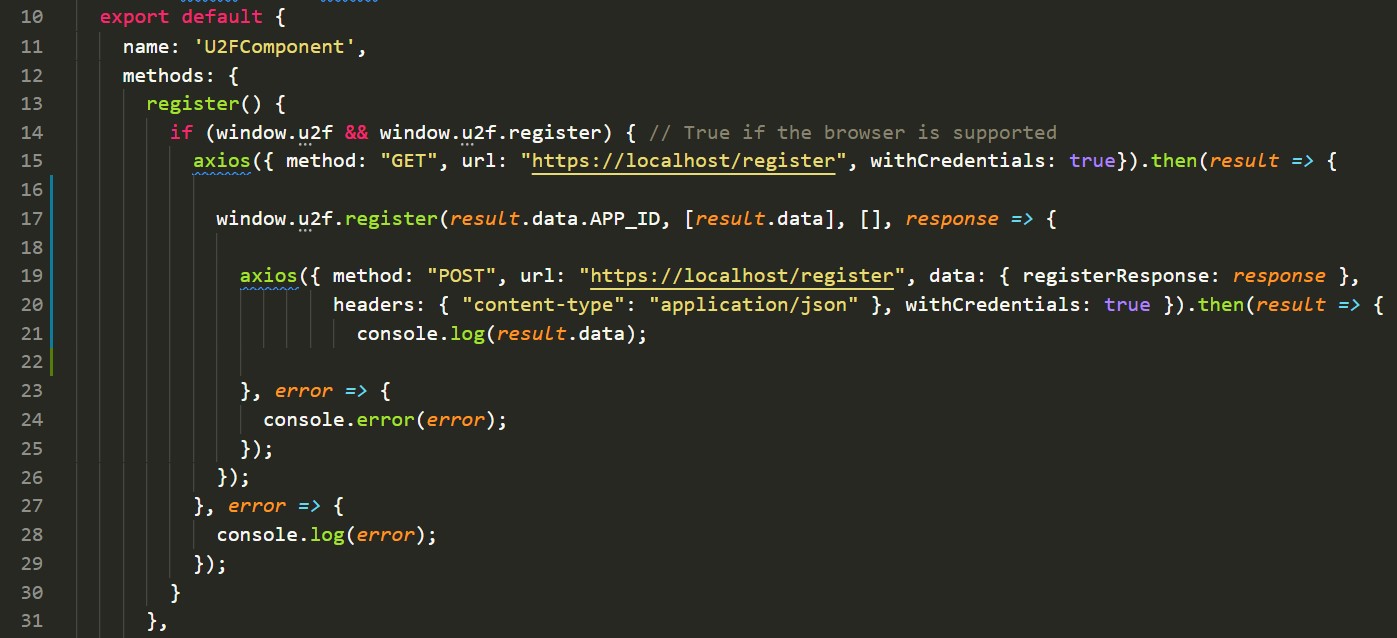 10 export default {
11 name: 'U2FComponent',
12 methods: {
13 register() {
14 if (window.u2f && window.u2f.register) { // True if the browser is supported
15 axios({ method: "GET", url: "https://localhost/register", withCredentials: true}).then(result => {
16
17 window.u2f.register(result.data.APP_ID, [result.data], [], response => {
18
19 axios({ method: "POST", url: "https://localhost/register", data: { registerResponse: response },
20 headers: { "content-type": "application/json" }, withCredentials: true }).then(result => {
21 console.log(result.data);
22
23 }, error => {
24 console.error(error);
25 });
26 });
27 }, error => {
28 console.log(error);
29 });
30 }
31 },